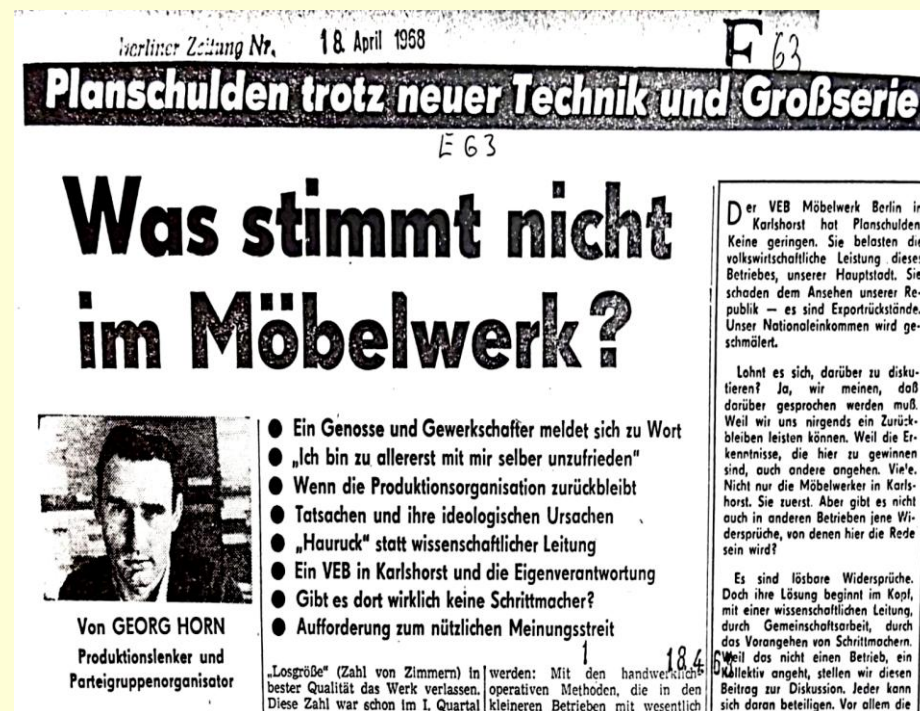 Berliner Zeitung Nr. 18. April 1968
E 63
Planschulden trotz neuer Technik und Großserie
E 63
Was stimmt nicht
im Möbelwerk?
● Ein Genosse und Gewerkschafter meldet sich zu Wort
● „Ich bin zu allererst mit mir selber unzufrieden"
● Wenn die Produktionsorganisation zurückbleibt
● Tatsachen und ihre ideologischen Ursachen
● „Hauruck" statt wissenschaftlicher Leitung
● Ein VEB in Karlshorst und die Eigenverantwortung
● Gibt es dort wirklich keine Schrittmacher?
● Aufforderung zum nützlichen Meinungsstreit
Von GEORG HORN
Produktionslenker und
Parteigruppenorganisator
„Losgröße" (Zahl von Zimmern) in
bester Qualität das Werk verlassen.
Diese Zahl war schon im I. Quartal
werden: Mit den handwerklich
operativen Methoden, die in den
kleineren Betrieben mit wesentlich
1
18.4
Der VEB Möbelwerk Berlin in
Karlshorst hat Planschulden
Keine geringen. Sie belasten die
volkswirtschaftliche Leistung dieses
Betriebes, unserer Hauptstadt. Sie
schaden dem Ansehen unserer Re-
publik — es sind Exportrückstände.
Unser Nationaleinkommen wird ge-
schmälert.
Lohnt es sich, darüber zu disku-
tieren? Ja, wir meinen, daß
darüber gesprochen werden muß.
Weil wir uns nirgends ein Zurück-
bleiben leisten können. Weil die Er-
kenntnisse, die hier zu gewinnen
sind, auch andere angehen. Viele.
Nicht nur die Möbelwerker in Karls-
horst. Sie zuerst. Aber gibt es nicht
auch in anderen Betrieben jene Wi-
dersprüche, von denen hier die Rede
sein wird?
Es sind lösbare Widersprüche.
Doch ihre Lösung beginnt im Kopf,
mit einer wissenschaftlichen Leitung,
durch Gemeinschaftsarbeit, durch
das Vorangehen von Schrittmachern.
Weil das nicht einen Betrieb, ein
Kollektiv angeht, stellen wir diesen
Beitrag zur Diskussion. Jeder kann
sich daran beteiligen. Vor allem die